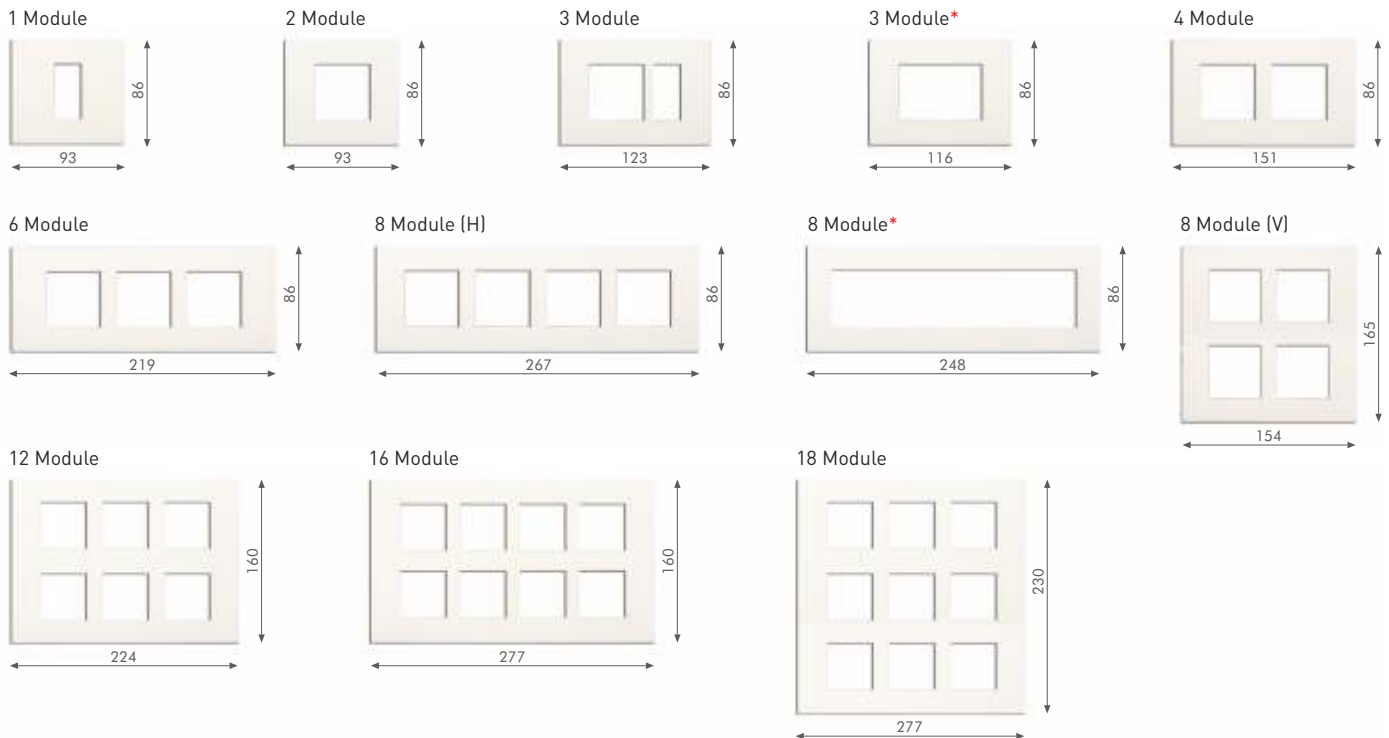 1 Module
2 Module
3 Module
3 Module*
4 Module
86
86
86
86
86
93
93
123
116
151
6 Module
8 Module (H)
8 Module*
8 Module (V)
86
86
86
165
219
267
248
154
12 Module
16 Module
18 Module
160
160
230
224
277
277